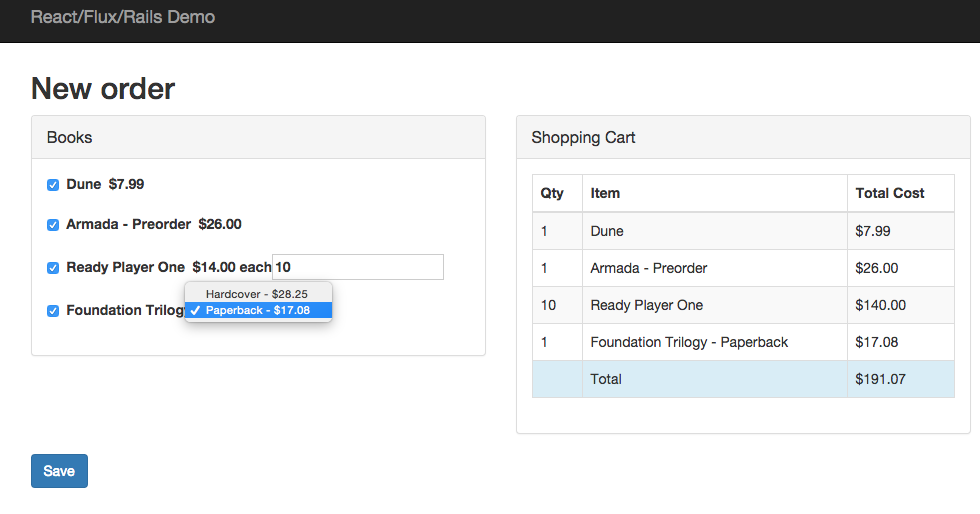 React/Flux/Rails Demo
New order
Books
Dune $7.99
Armada - Preorder $26.00
Ready Player One $14.00 each 10
Foundation Trilog
Hardcover - $28.25
✓ Paperback - $17.08
Shopping Cart
Qty Item Total Cost
1 Dune $7.99
1 Armada - Preorder $26.00
10 Ready Player One $140.00
1 Foundation Trilogy - Paperback $17.08
Total $191.07
Save